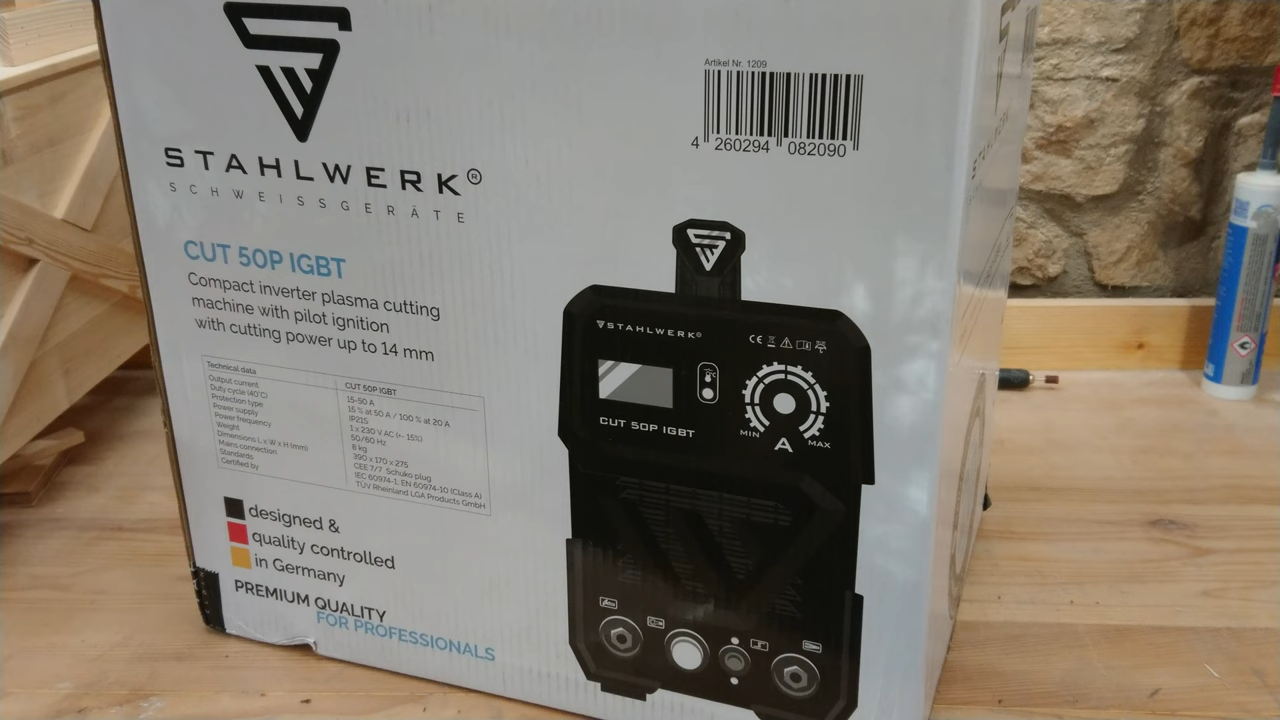 STAHLWERK®
SCHWEISSGERÄTE
Artikel Nr. 1209
4 260294 082090
CUT 50P IGBT
Compact inverter plasma cutting
machine with pilot ignition
with cutting power up to 14 mm
Technical data CUT 50P IGBT
Output current 15-50 A
Duty cycle (40°C) 15 % at 50 A / 100 % at 20 A
Protection type IP21S
Power supply 1 x 230 V AC (+- 15%)
Power frequency 50/60 Hz
Weight 8 kg
Dimensions L x W x H (mm) 390 x 170 x 275
Mains connection CEE 7/7 Schuko plug
Standards IEC 60974-1; EN 60974-10 (Class A)
Certified by TÜV Rheinland LGA Products GmbH
designed &
quality controlled
in Germany
PREMIUM QUALITY
FOR PROFESSIONALS
STAHLWERK®
CE
CUT 50P IGBT
MIN A MAX